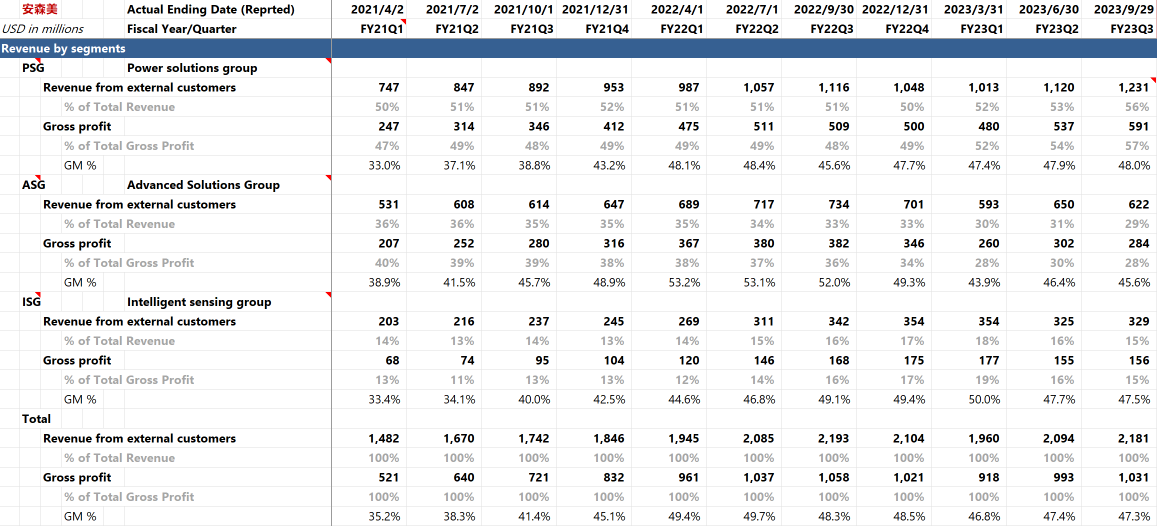 安森美 Actual Ending Date (Reprted) 2021/4/2 2021/7/2 2021/10/1 2021/12/31 2022/4/1 2022/7/1 2022/9/30 2022/12/31 2023/3/31 2023/6/30 2023/9/29
USD in millions Fiscal Year/Quarter FY21Q1 FY21Q2 FY21Q3 FY21Q4 FY22Q1 FY22Q2 FY22Q3 FY22Q4 FY23Q1 FY23Q2 FY23Q3
Revenue by segments
PSG Power solutions group
Revenue from external customers 747 847 892 953 987 1,057 1,116 1,048 1,013 1,120 1,231
% of Total Revenue 50% 51% 51% 52% 51% 51% 51% 50% 52% 53% 56%
Gross profit 247 314 346 412 475 511 509 500 480 537 591
% of Total Gross Profit 47% 49% 48% 49% 49% 49% 48% 49% 52% 54% 57%
GM % 33.0% 37.1% 38.8% 43.2% 48.1% 48.4% 45.6% 47.7% 47.4% 47.9% 48.0%
ASG Advanced Solutions Group
Revenue from external customers 531 608 614 647 689 717 734 701 593 650 622
% of Total Revenue 36% 36% 35% 35% 35% 34% 33% 33% 30% 31% 29%
Gross profit 207 252 280 316 367 380 382 346 260 302 284
% of Total Gross Profit 40% 39% 39% 38% 38% 37% 36% 34% 28% 30% 28%
GM % 38.9% 41.5% 45.7% 48.9% 53.2% 53.1% 52.0% 49.3% 43.9% 46.4% 45.6%
ISG Intelligent sensing group
Revenue from external customers 203 216 237 245 269 311 342 354 354 325 329
% of Total Revenue 14% 13% 14% 13% 14% 15% 16% 17% 18% 16% 15%
Gross profit 68 74 95 104 120 146 168 175 177 155 156
% of Total Gross Profit 13% 11% 13% 13% 12% 14% 16% 17% 19% 16% 15%
GM % 33.4% 34.1% 40.0% 42.5% 44.6% 46.8% 49.1% 49.4% 50.0% 47.7% 47.5%
Total
Revenue from external customers 1,482 1,670 1,742 1,846 1,945 2,085 2,193 2,104 1,960 2,094 2,181
% of Total Revenue 100% 100% 100% 100% 100% 100% 100% 100% 100% 100% 100%
Gross profit 521 640 721 832 961 1,037 1,058 1,021 918 993 1,031
% of Total Gross Profit 100% 100% 100% 100% 100% 100% 100% 100% 100% 100% 100%
GM % 35.2% 38.3% 41.4% 45.1% 49.4% 49.7% 48.3% 48.5% 46.8% 47.4% 47.3%